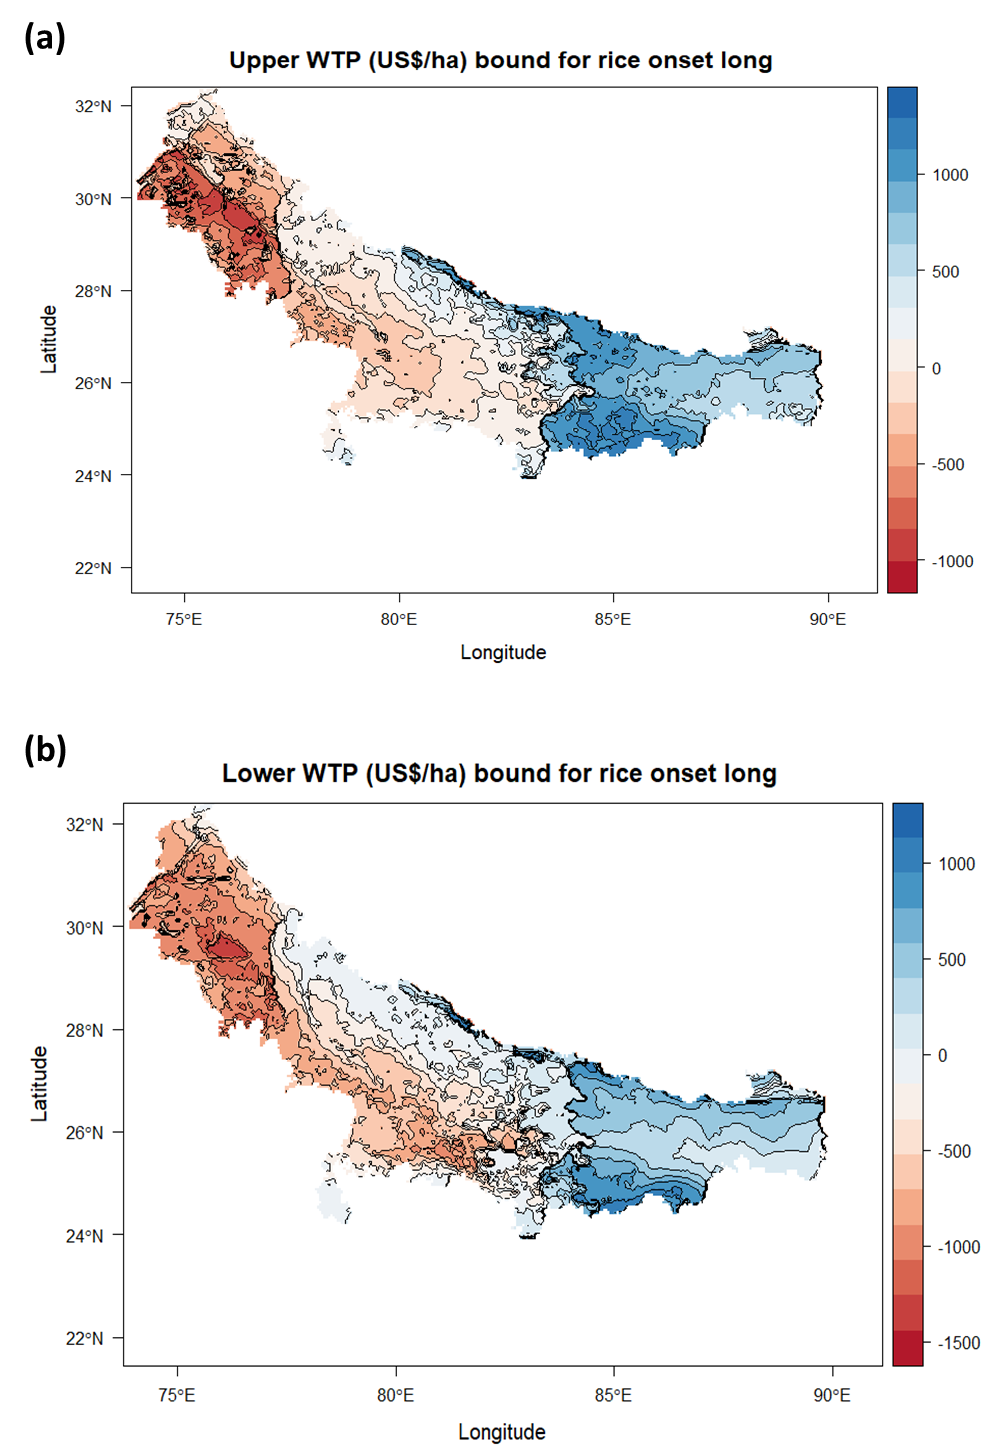 (a)
Upper WTP (US$/ha) bound for rice onset long
32°N
30°N
28°N
26°N
24°N
22°N
Latitude
75°E
80°E
85°E
90°E
Longitude
1000
500
0
-500
-1000
(b)
Lower WTP (US$/ha) bound for rice onset long
32°N
30°N
28°N
26°N
24°N
22°N
Latitude
75°E
80°E
85°E
90°E
Longitude
1000
500
0
-500
-1000
-1500